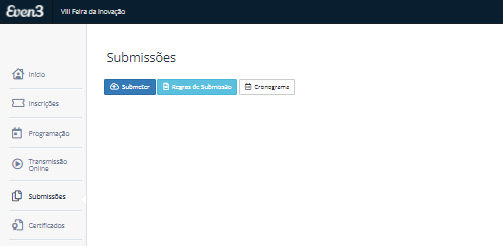 Even3
VIII Feira da Inovação
Submissões
Submeter
Regras de Submissão
Cronograma
Início
Inscrições
Programação
Transmissão
Online
Submissões
Certificados